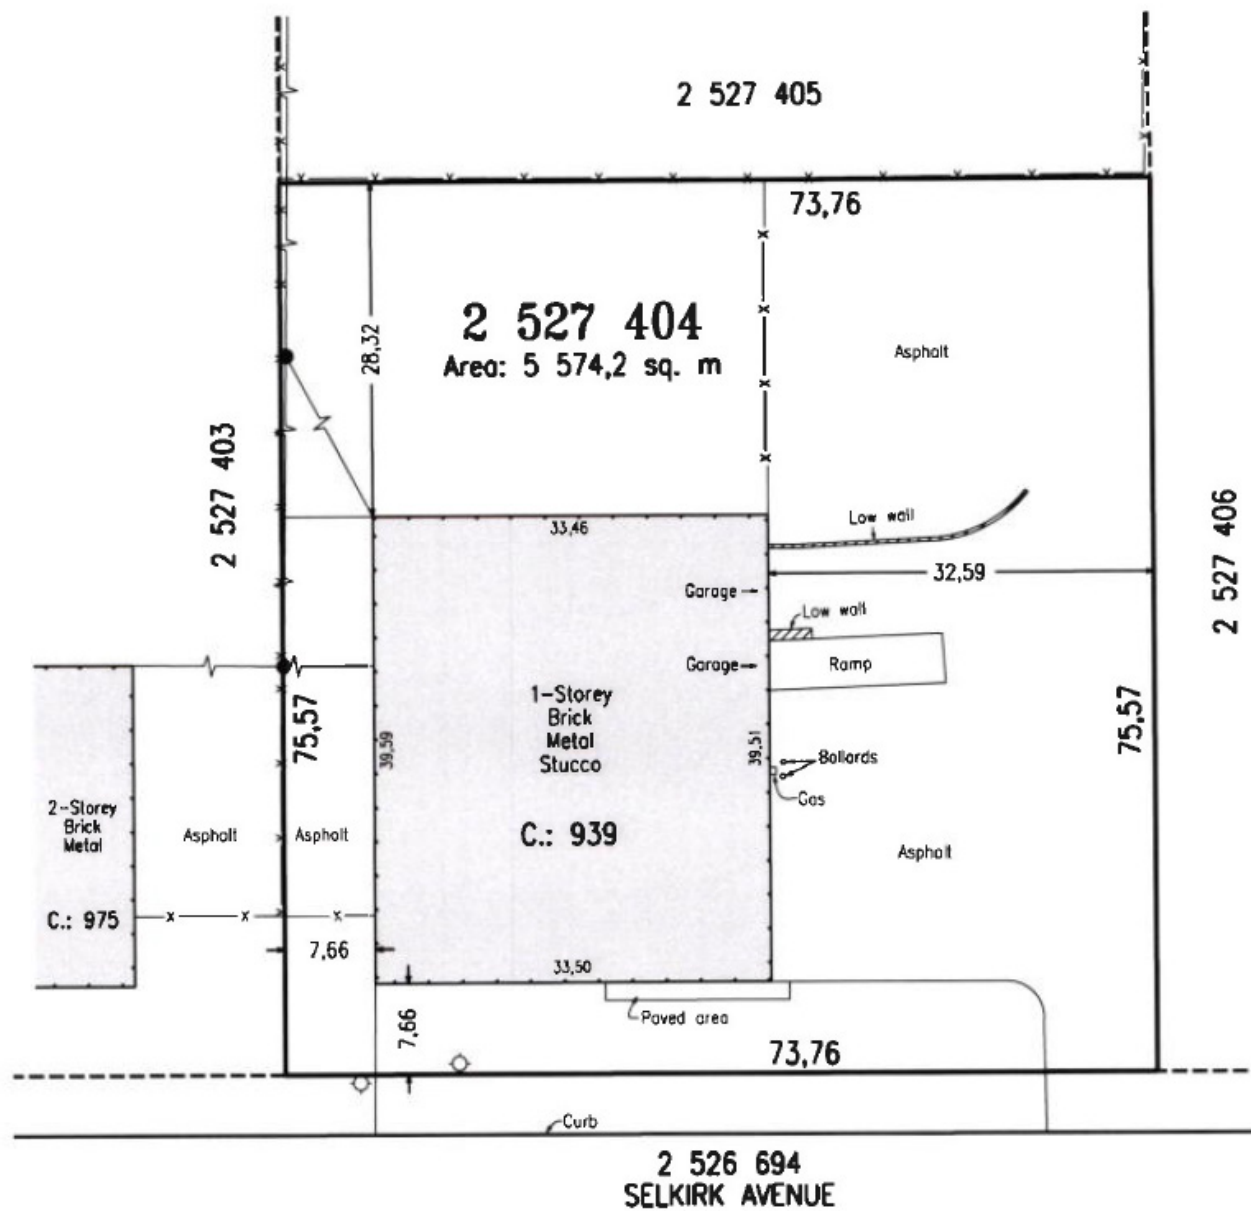 2 527 405
73,76
2 527 404
Area: 5 574,2 sq. m
28,32
Asphalt
2 527 403
2 527 406
Low wall
33,46
32,59
Garage
Low wall
Garage
Ramp
1-Storey
Brick
Metal
Stucco
75,57
39,59
39,51
75,57
Bollards
Gas
2-Storey
Brick
Metal
Asphalt
Asphalt
C.: 939
Asphalt
C.: 975
7,66
33,50
7,66
Paved area
73,76
Curb
2 526 694
SELKIRK AVENUE